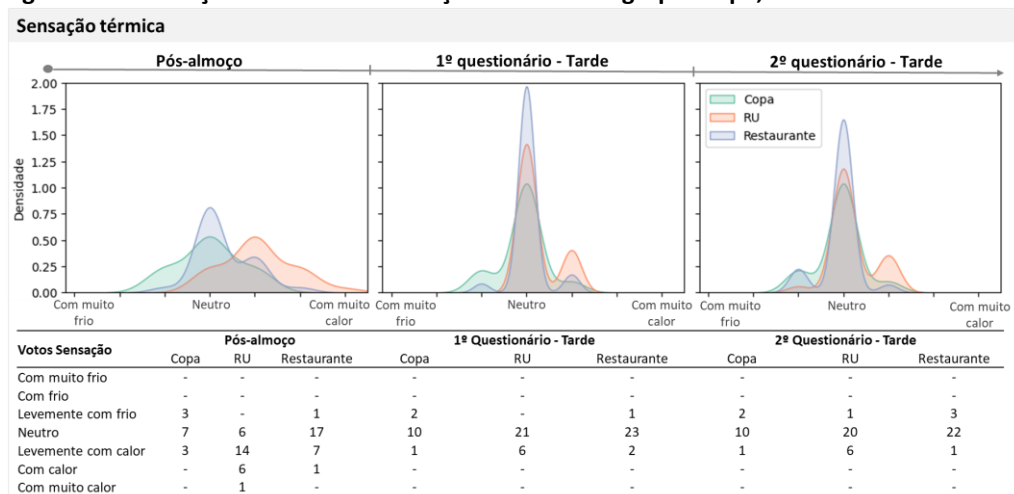 Sensação térmica
Pós-almoço 1º questionário - Tarde 2º questionário - Tarde
Densidade
2.00
1.75
1.50
1.25
1.00
0.75
0.50
0.25
0.00
Copa
RU
Restaurante
Com muito frio Neutro Com muito calor Com muito frio Neutro Com muito calor Com muito frio Neutro Com muito calor
Votos Sensação Pós-almoço 1º Questionário - Tarde 2º Questionário - Tarde
Copa RU Restaurante Copa RU Restaurante Copa RU Restaurante
Com muito frio - - - - - - - - -
Com frio - - - - - - - - -
Levemente com frio 3 - 1 2 - 1 2 1 3
Neutro 7 6 17 10 21 23 10 20 22
Levemente com calor 3 14 7 1 6 2 1 6 1
Com calor - 6 1 - - - - - -
Com muito calor - 1 - - - - - - -